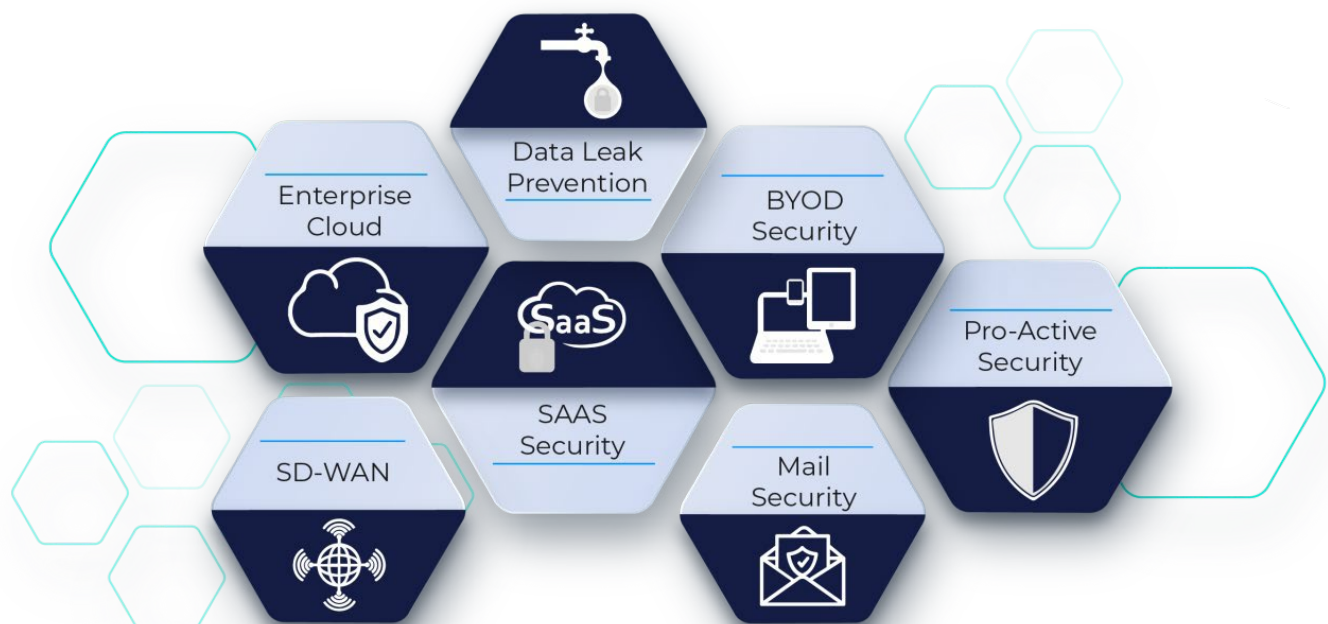 Data Leak
Prevention
Enterprise
Cloud
BYOD
Security
SaaS
SAAS
Security
Pro-Active
Security
SD-WAN
Mail
Security